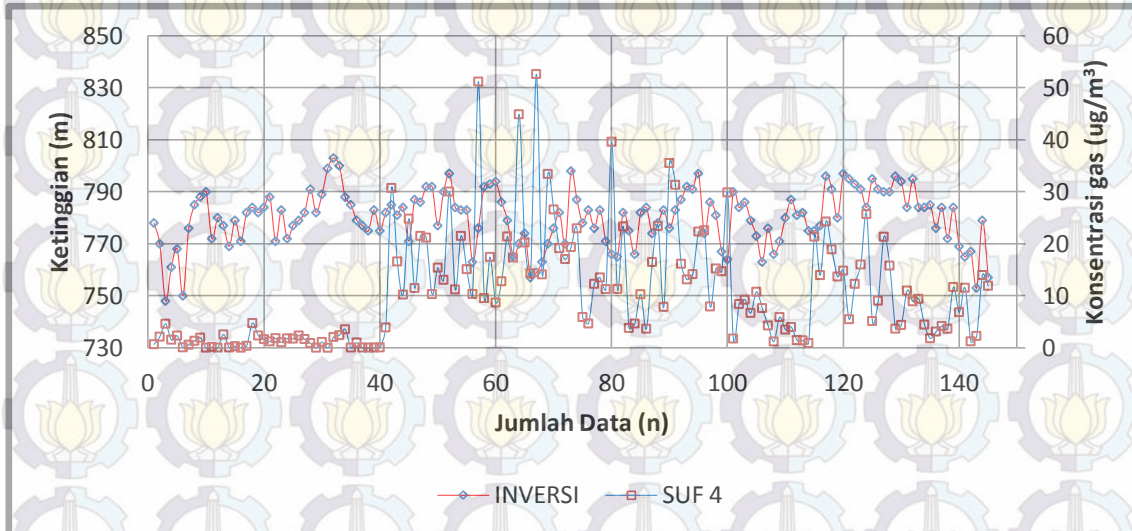 850
830
810
790
770
750
730
Ketinggian (m)
60
50
40
30
20
10
0
Konsentrasi gas (ug/m³)
0 20 40 60 80 100 120 140
Jumlah Data (n)
INVERSI SUF 4